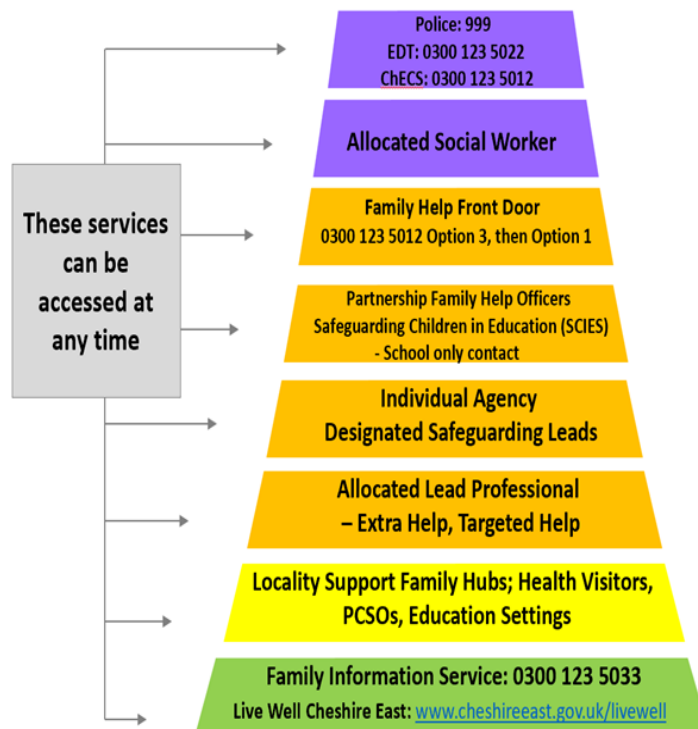 Police: 999
EDT: 0300 123 5022
ChECS: 0300 123 5012
Allocated Social Worker
These services
can be
accessed at
any time
Family Help Front Door
0300 123 5012 Option 3, then Option 1
Partnership Family Help Officers
Safeguarding Children in Education (SCIES)
- School only contact
Individual Agency
Designated Safeguarding Leads
Allocated Lead Professional
– Extra Help, Targeted Help
Locality Support Family Hubs; Health Visitors,
PCSOs, Education Settings
Family Information Service: 0300 123 5033
Live Well Cheshire East: www.cheshireeast.gov.uk/livewell